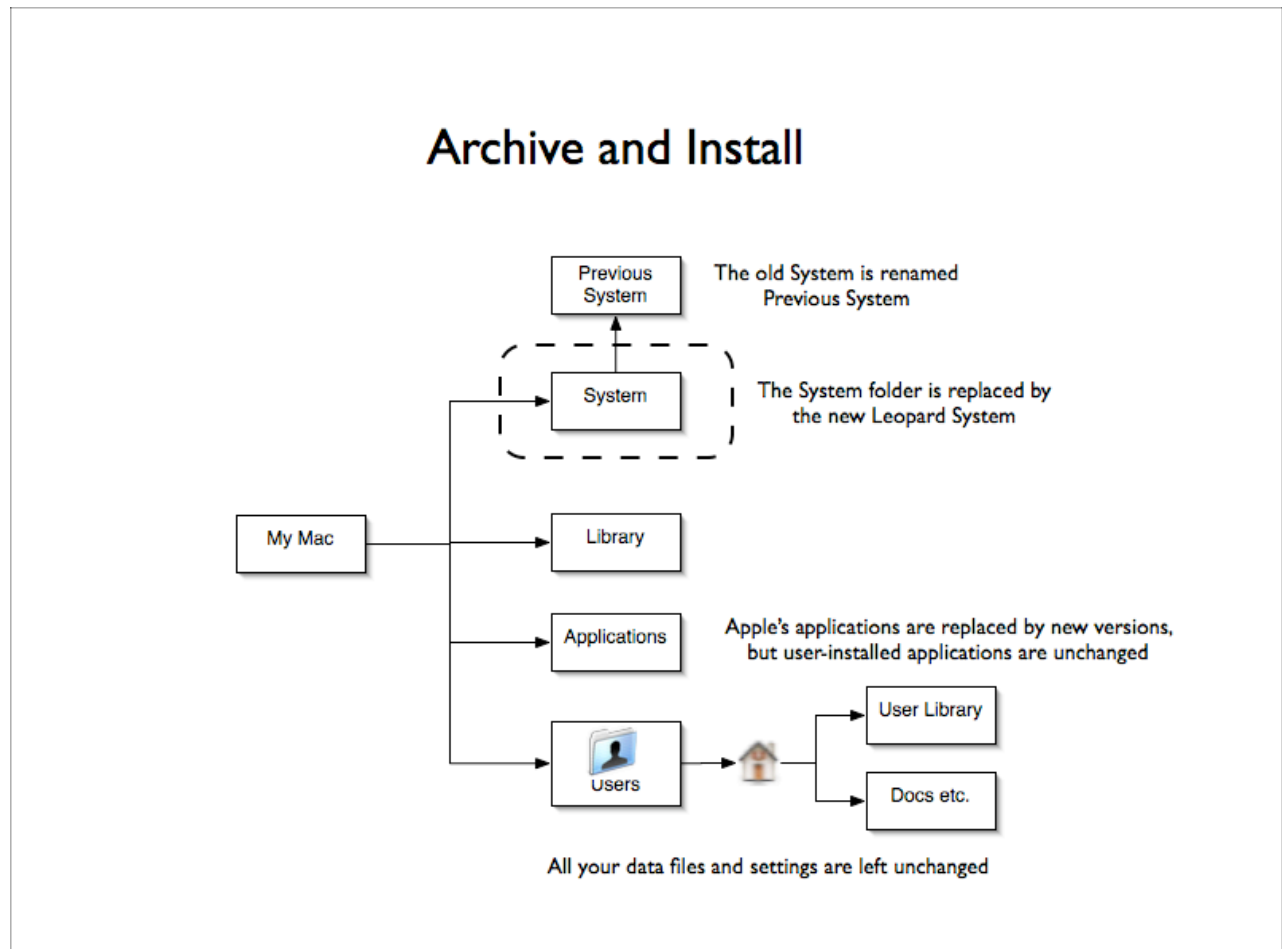 Archive and Install
Previous
System
The old System is renamed
Previous System
System
The System folder is replaced by
the new Leopard System
My Mac
Library
Applications
Apple's applications are replaced by new versions,
but user-installed applications are unchanged
User Library
Users
Docs etc.
All your data files and settings are left unchanged